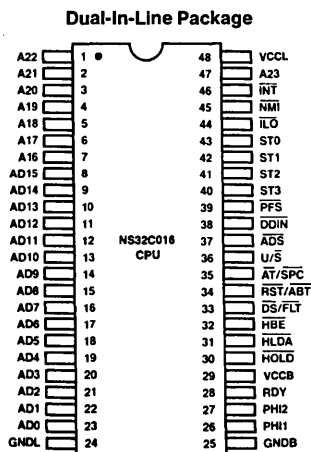 Dual-In-Line Package
A22 1 48 VCCL
A21 2 47 A23
A20 3 46 INT
A19 4 45 NMI
A18 5 44 ILO
A17 6 43 ST0
A16 7 42 ST1
AD15 8 41 ST2
AD14 9 40 ST3
AD13 10 39 PFS
AD12 11 38 DDIN
AD11 12 NS32C016 37 ADS
AD10 13 CPU 36 U/S
AD9 14 35 AT/SPC
AD8 15 34 RST/ABT
AD7 16 33 DS/FLT
AD6 17 32 HBE
AD5 18 31 HLDA
AD4 19 30 HOLD
AD3 20 29 VCCB
AD2 21 28 RDY
AD1 22 27 PHI2
AD0 23 26 PHI1
GNDL 24 25 GNDB